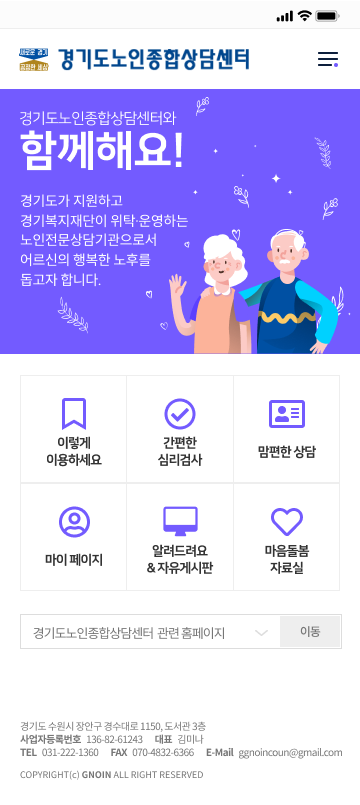 새로운 경기
공정한 세상
경기도노인종합상담센터
경기도노인종합상담센터와
함께해요!
경기도가 지원하고
경기복지재단이 위탁·운영하는
노인전문상담기관으로서
어르신의 행복한 노후를
돕고자 합니다.
이렇게
이용하세요
간편한
심리검사
맘편한 상담
마이 페이지
알려드려요
& 자유게시판
마음돌봄
자료실
경기도노인종합상담센터 관련 홈페이지
이동
경기도 수원시 장안구 경수대로 1150, 도서관 3층
사업자등록번호 136-82-61243 대표 김미나
TEL 031-222-1360 FAX 070-4832-6366 E-Mail ggnoincoun@gmail.com
COPYRIGHT(c) GNOIN ALL RIGHT RESERVED